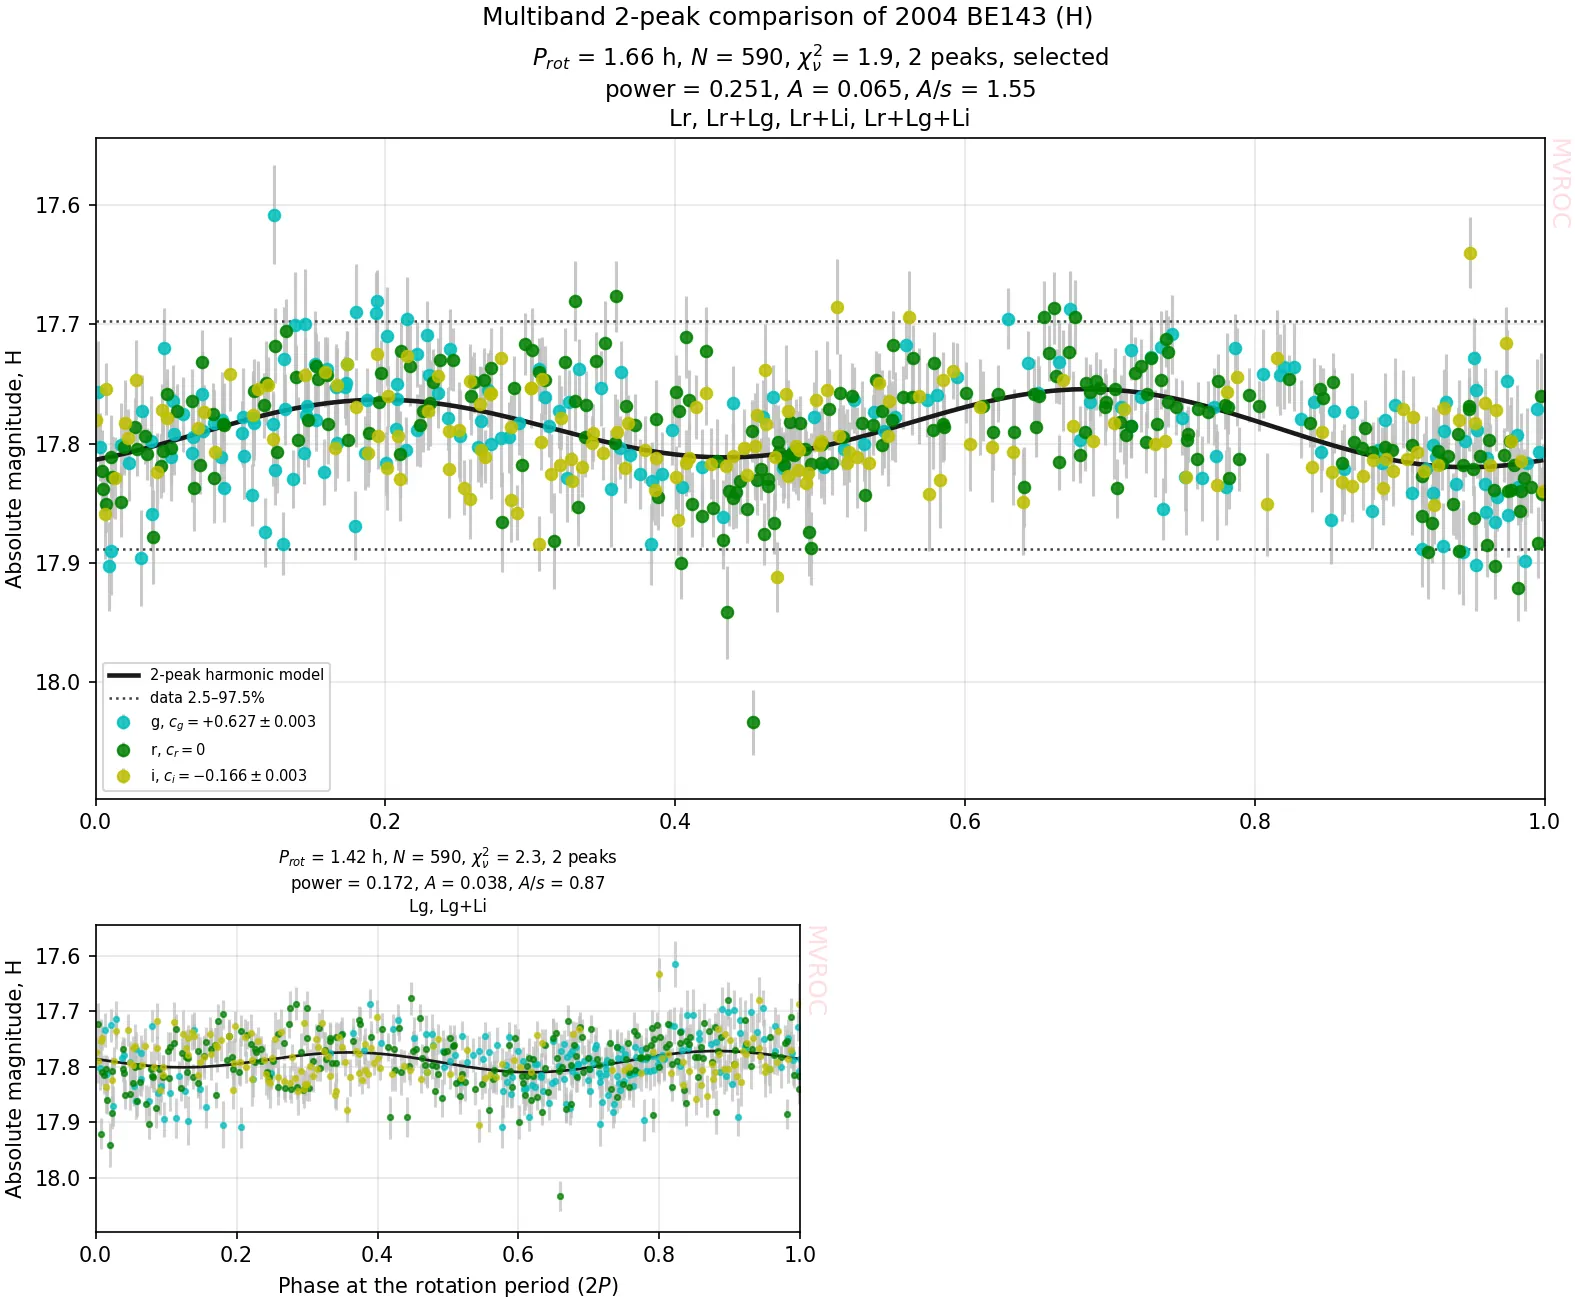 Multiband 2-peak comparison of 2004 BE143 (H)
P_rot = 1.66 h, N = 590, χ²_ν = 1.9, 2 peaks, selected
power = 0.251, A = 0.065, A/s = 1.55
Lr, Lr+Lg, Lr+Li, Lr+Lg+Li
MVROC
Absolute magnitude, H
17.6
17.7
17.8
17.9
18.0
2-peak harmonic model
data 2.5–97.5%
g, c_g = +0.627 ± 0.003
r, c_r = 0
i, c_i = −0.166 ± 0.003
0.0 0.2 0.4 0.6 0.8 1.0
P_rot = 1.42 h, N = 590, χ²_ν = 2.3, 2 peaks
power = 0.172, A = 0.038, A/s = 0.87
Lg, Lg+Li
MVROC
Absolute magnitude, H
17.6
17.7
17.8
17.9
18.0
0.0 0.2 0.4 0.6 0.8 1.0
Phase at the rotation period (2P)